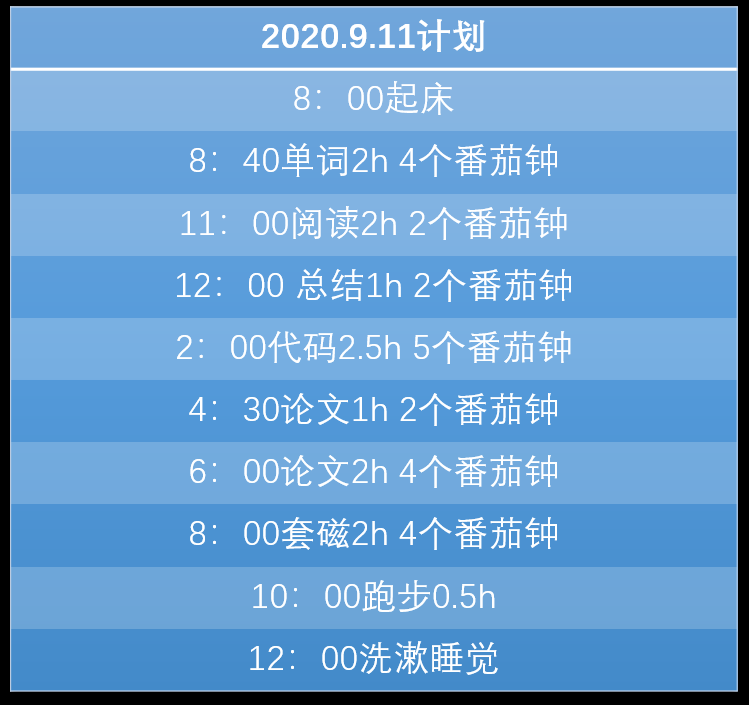 2020.9.11计划
8：00起床
8：40单词2h 4个番茄钟
11：00阅读2h 2个番茄钟
12：00 总结1h 2个番茄钟
2：00代码2.5h 5个番茄钟
4：30论文1h 2个番茄钟
6：00论文2h 4个番茄钟
8：00套磁2h 4个番茄钟
10：00跑步0.5h
12：00洗漱睡觉